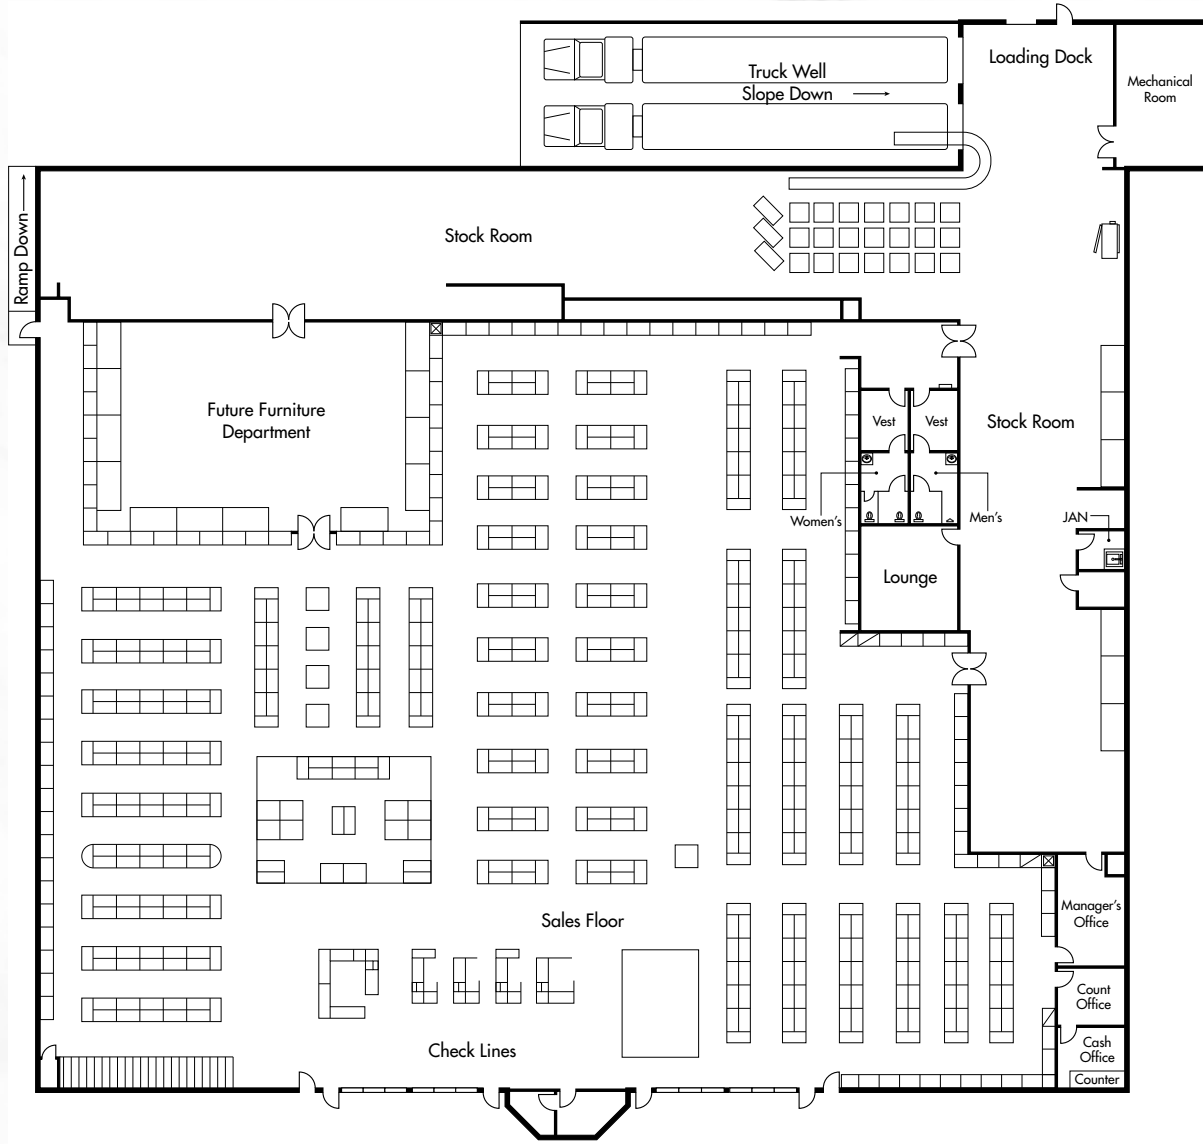 Loading Dock
Truck Well
Slope Down
Mechanical
Room
Ramp Down
Stock Room
Future Furniture
Department
Vest
Vest
Stock Room
Women's
Men's
JAN
Lounge
Sales Floor
Manager's
Office
Count
Office
Check Lines
Cash
Office
Counter